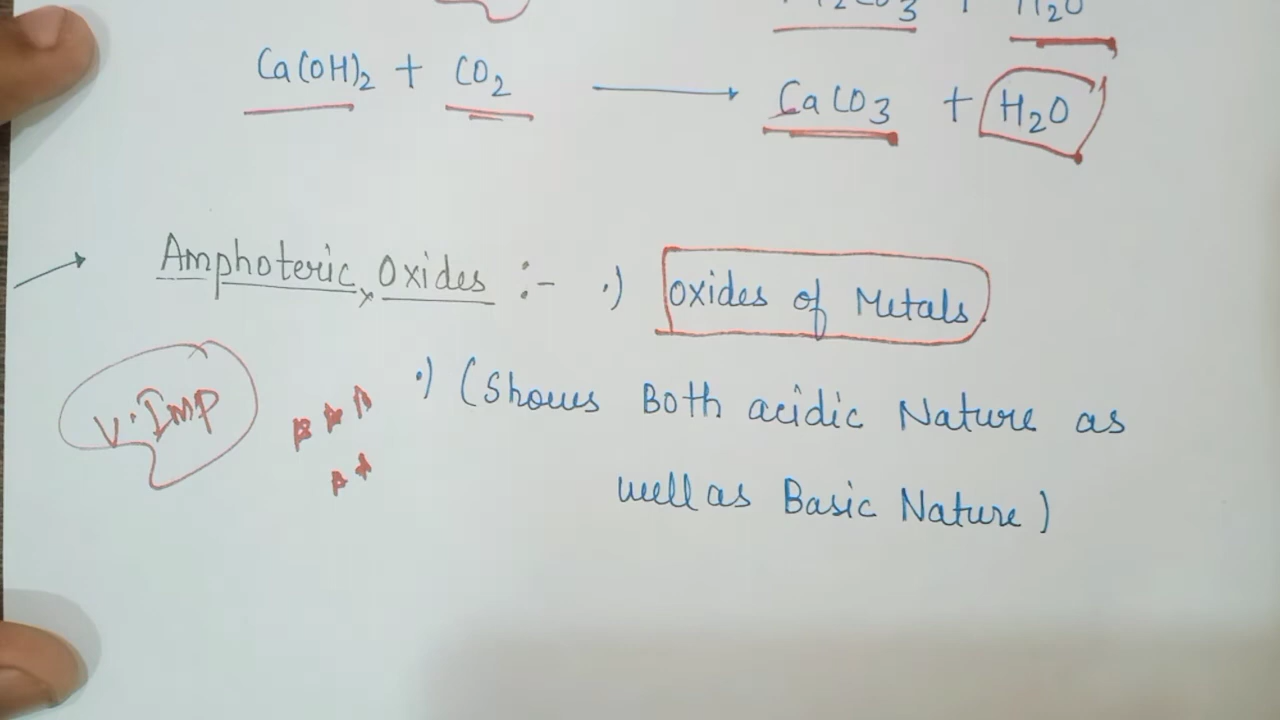 H₂O
Ca(OH)₂ + CO₂ ⟶ CaCO₃ + H₂O
Amphoteric Oxides :- •) Oxides of Metals.
V. Imp •) (Shows Both acidic Nature as
well as Basic Nature)